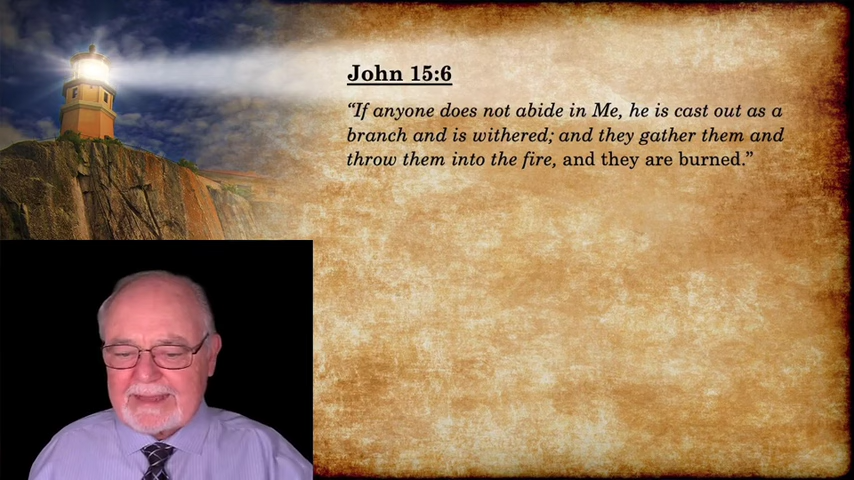 John 15:6
“If anyone does not abide in Me, he is cast out as a
branch and is withered; and they gather them and
throw them into the fire, and they are burned.”